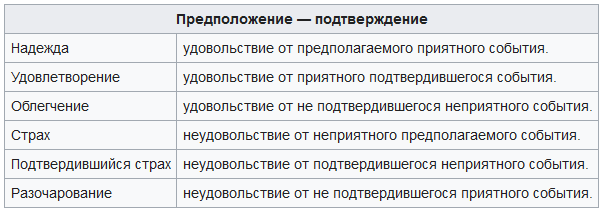 Предположение — подтверждение
Надежда удовольствие от предполагаемого приятного события.
Удовлетворение удовольствие от приятного подтвердившегося события.
Облегчение удовольствие от не подтвердившегося неприятного события.
Страх неудовольствие от неприятного предполагаемого события.
Подтвердившийся страх неудовольствие от подтвердившегося неприятного события.
Разочарование неудовольствие от не подтвердившегося приятного события.